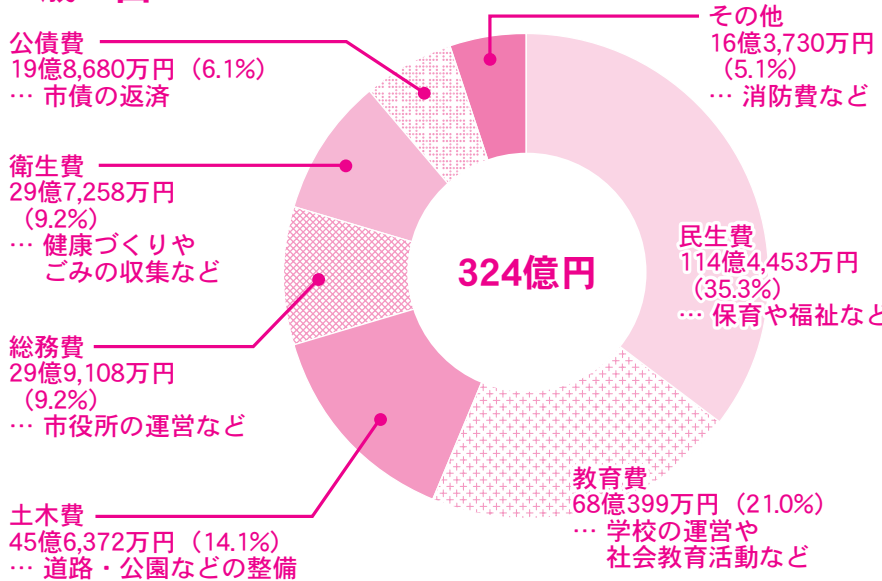 その他
16億3,730万円
(5.1%)
… 消防費など
公債費
19億8,680万円 (6.1%)
… 市債の返済
衛生費
29億7,258万円
(9.2%)
… 健康づくりや
ごみの収集など
324億円
民生費
114億4,453万円
(35.3%)
… 保育や福祉など
総務費
29億9,108万円
(9.2%)
… 市役所の運営など
教育費
68億399万円 (21.0%)
… 学校の運営や
社会教育活動など
土木費
45億6,372万円 (14.1%)
… 道路・公園などの整備